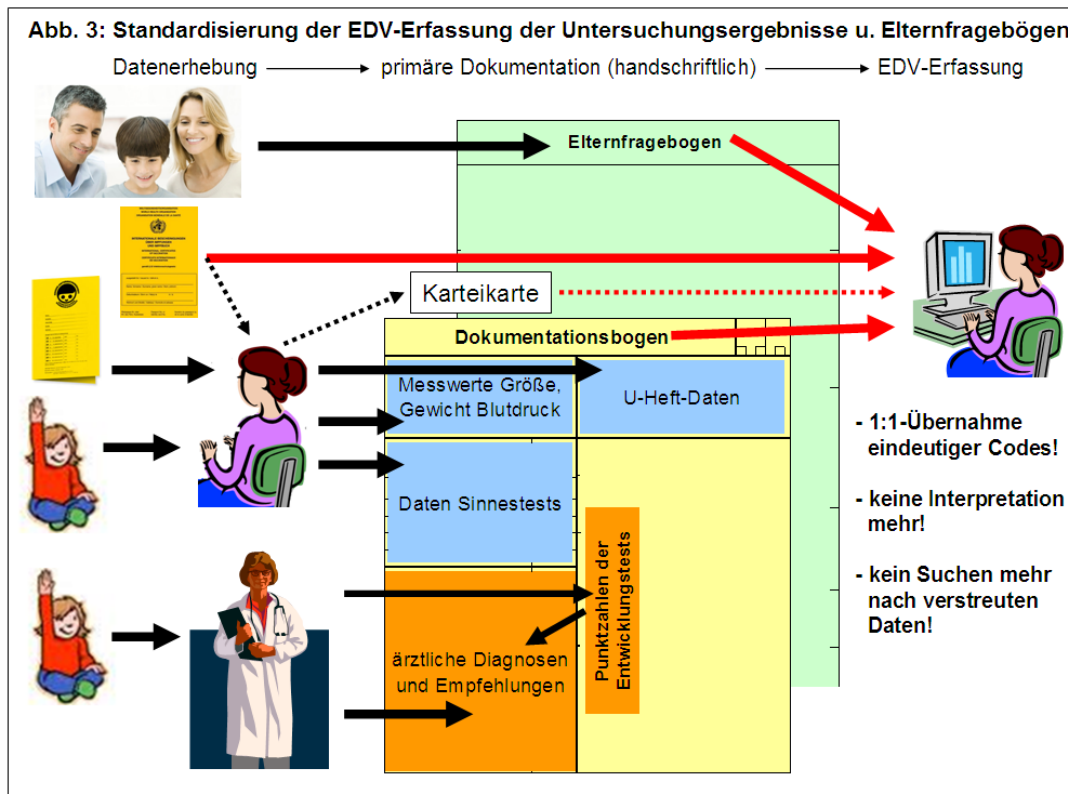 Abb. 3: Standardisierung der EDV-Erfassung der Untersuchungsergebnisse u. Elternfragebögen
Datenerhebung primäre Dokumentation (handschriftlich) EDV-Erfassung
Elternfragebogen
Karteikarte
Dokumentationsbogen
Messwerte Größe,
Gewicht Blutdruck
U-Heft-Daten
Daten Sinnestests
Punktzahlen der
Entwicklungstests
ärztliche Diagnosen
und Empfehlungen
- 1:1-Übernahme
eindeutiger Codes!
- keine Interpretation
mehr!
- kein Suchen mehr
nach verstreuten
Daten!